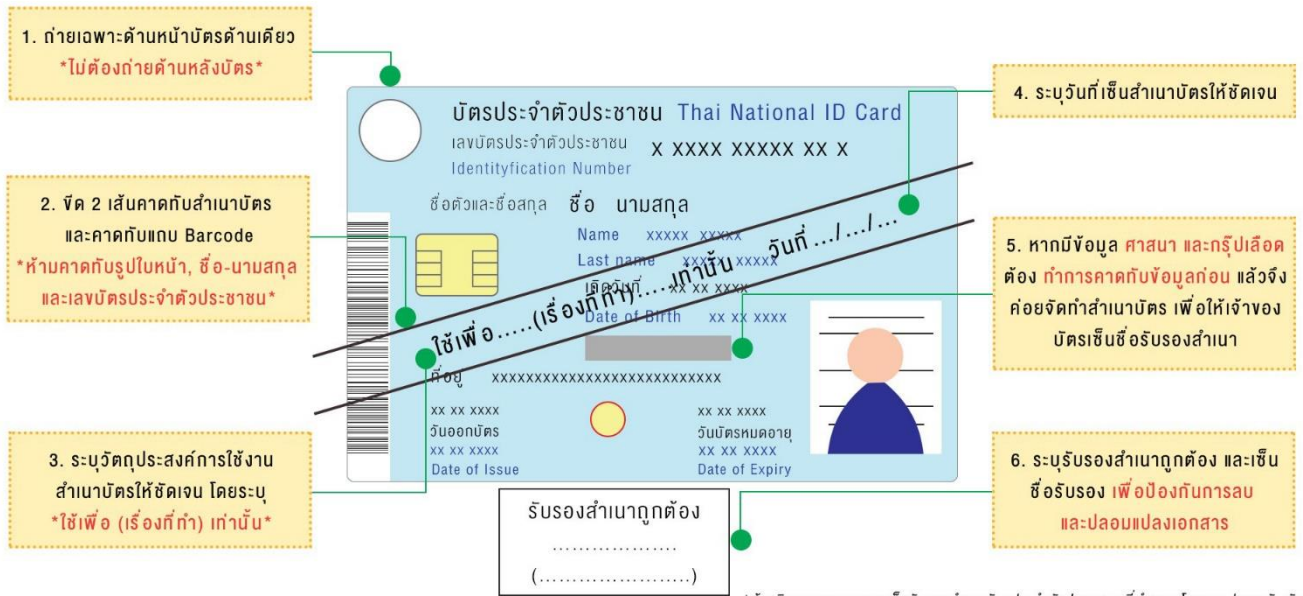 1. ถ่ายเฉพาะด้านหน้าบัตรด้านเดียว
*ไม่ต้องถ่ายด้านหลังบัตร*
2. ขีด 2 เส้นคาดทับสำเนาบัตร
และคาดทับแถบ Barcode
*ห้ามคาดทับรูปใบหน้า, ชื่อ-นามสกุล
และเลขบัตรประจำตัวประชาชน*
3. ระบุวัตถุประสงค์การใช้งาน
สำเนาบัตรให้ชัดเจน โดยระบุ
*ใช้เพื่อ (เรื่องที่ทำ) เท่านั้น*
บัตรประจำตัวประชาชน Thai National ID Card
เลขบัตรประจำตัวประชาชน X XXXX XXXXX XX X
Identityfication Number
ชื่อตัวและชื่อสกุล ชื่อ นามสกุล
Name xxxxx xxxxx
Last name xxxxx xxxxx
เกิดวันที่ xx xx xxxx
Date of Birth xx xx xxxx
ใช้เพื่อ.....(เรื่องที่ทำ)....เท่านั้น วันที่ .../.../...
ที่อยู่ xxxxxxxxxxxxxxxxxxxxxxxxxxx
xx xx xxxx
วันออกบัตร
xx xx xxxx
Date of Issue
xx xx xxxx
วันบัตรหมดอายุ
xx xx xxxx
Date of Expiry
รับรองสำเนาถูกต้อง
...................
(......................)
4. ระบุวันที่เซ็นสำเนาบัตรให้ชัดเจน
5. หากมีข้อมูล ศาสนา และกรุ๊ปเลือด
ต้อง ทำการคาดทับข้อมูลก่อน แล้วจึง
ค่อยจัดทำสำเนาบัตร เพื่อให้เจ้าของ
บัตรเซ็นชื่อรับรองสำเนา
6. ระบุรับรองสำเนาถูกต้อง และเซ็น
ชื่อรับรอง เพื่อป้องกันการลบ
และปลอมแปลงเอกสาร